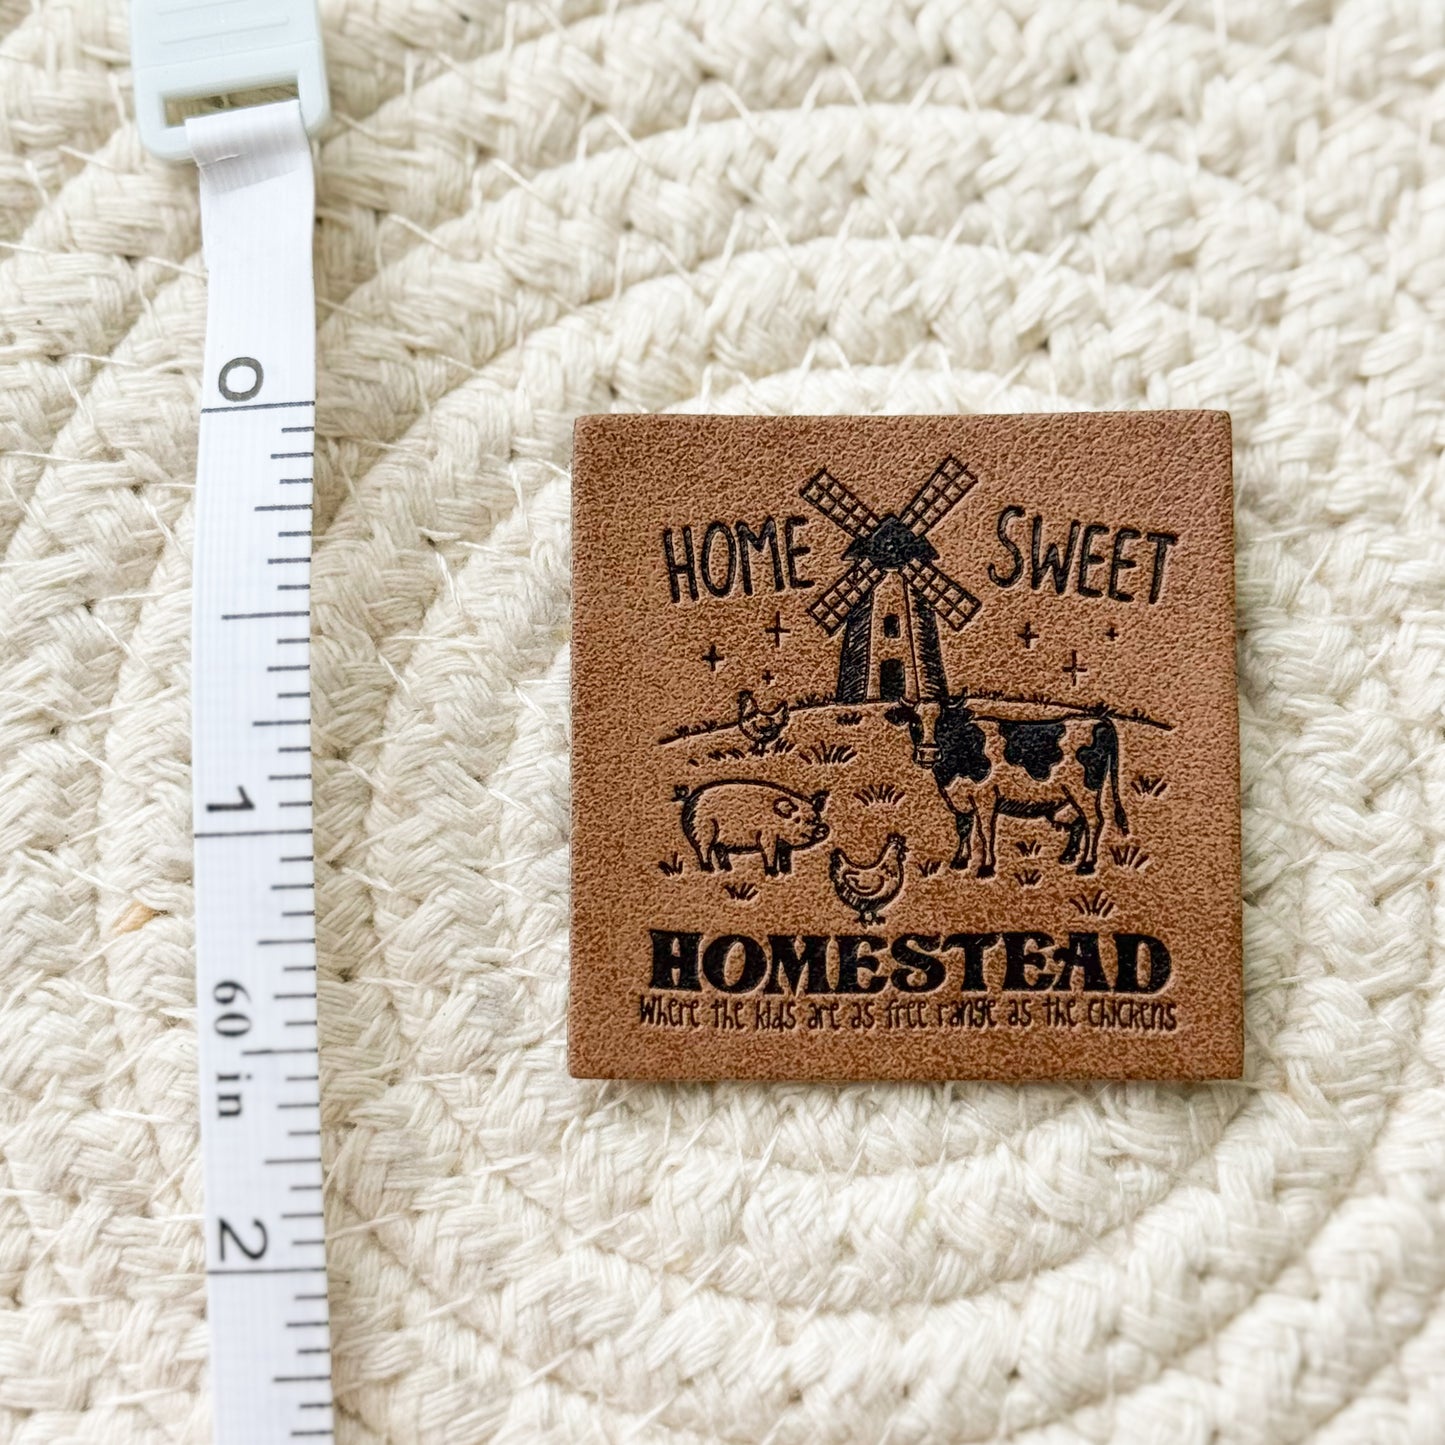 0
1
60 in
2
HOME SWEET
HOMESTEAD
Where the kids are as free range as the chickens